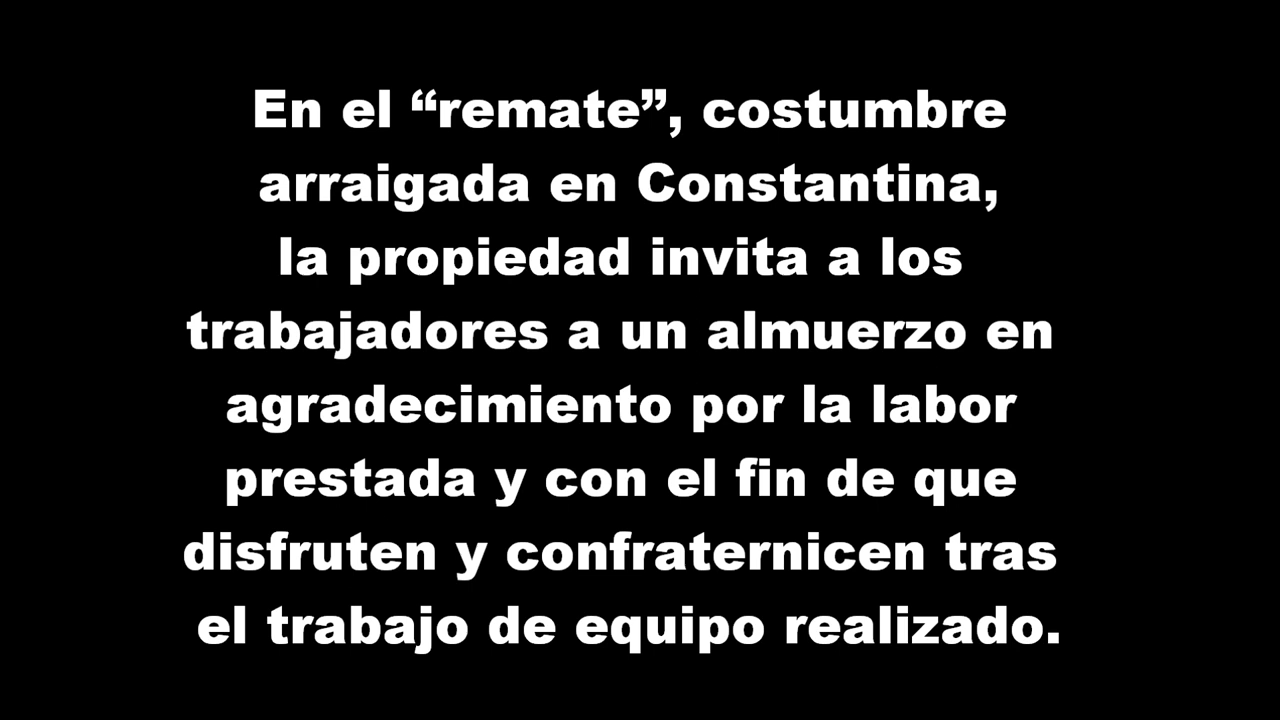 En el “remate”, costumbre
arraigada en Constantina,
la propiedad invita a los
trabajadores a un almuerzo en
agradecimiento por la labor
prestada y con el fin de que
disfruten y confraternicen tras
el trabajo de equipo realizado.